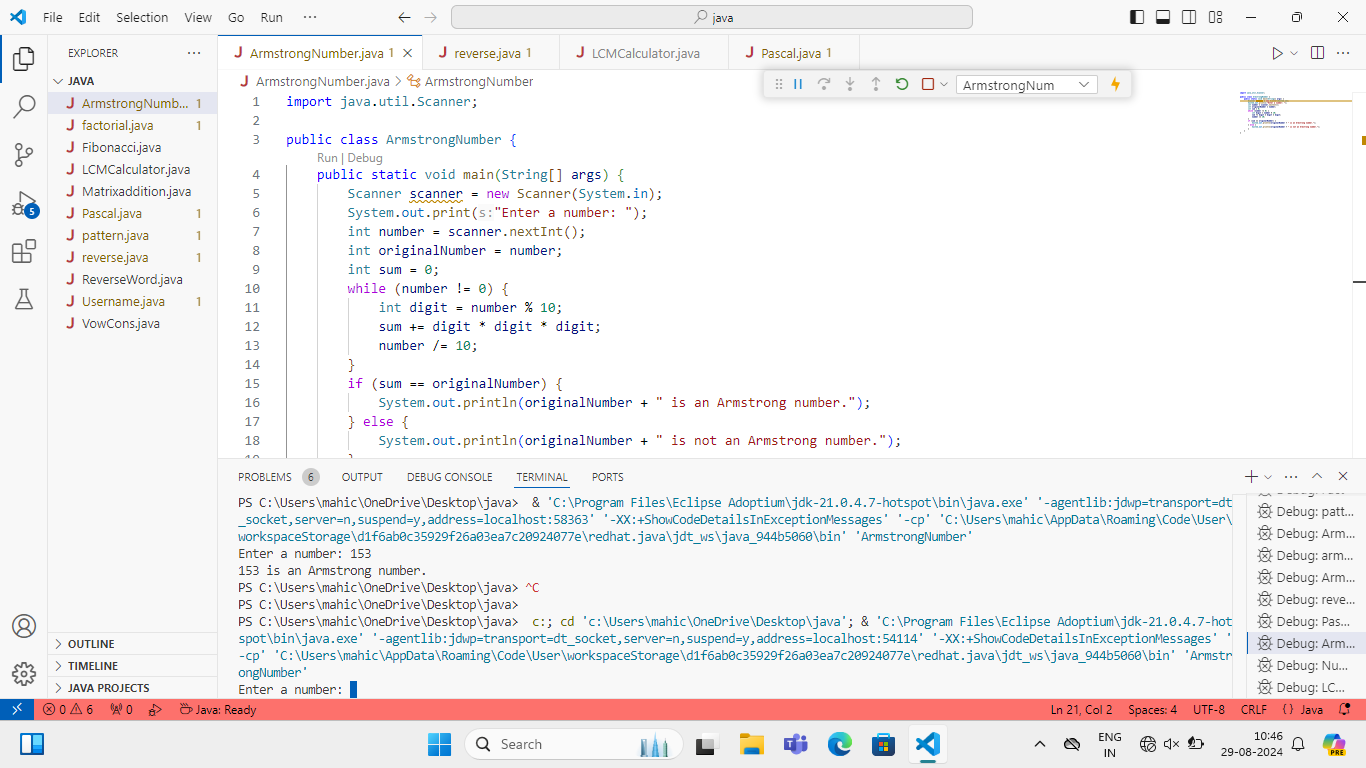 File Edit Selection View Go Run ··· java
EXPLORER ···
JAVA
ArmstrongNumb... 1
factorial.java 1
Fibonacci.java
LCMCalculator.java
Matrixaddition.java
Pascal.java 1
pattern.java 1
reverse.java 1
ReverseWord.java
Username.java 1
VowCons.java
OUTLINE
TIMELINE
JAVA PROJECTS
5
ArmstrongNumber.java 1 reverse.java 1 LCMCalculator.java Pascal.java 1
ArmstrongNumber.java > ArmstrongNumber
ArmstrongNum
1 import java.util.Scanner;
2
3 public class ArmstrongNumber {
Run | Debug
4 public static void main(String[] args) {
5 Scanner scanner = new Scanner(System.in);
6 System.out.print(s:"Enter a number: ");
7 int number = scanner.nextInt();
8 int originalNumber = number;
9 int sum = 0;
10 while (number != 0) {
11 int digit = number % 10;
12 sum += digit * digit * digit;
13 number /= 10;
14 }
15 if (sum == originalNumber) {
16 System.out.println(originalNumber + " is an Armstrong number.");
17 } else {
18 System.out.println(originalNumber + " is not an Armstrong number.");
PROBLEMS 6 OUTPUT DEBUG CONSOLE TERMINAL PORTS
PS C:\Users\mahic\OneDrive\Desktop\java> & 'C:\Program Files\Eclipse Adoptium\jdk-21.0.4.7-hotspot\bin\java.exe' '-agentlib:jdwp=transport=dt
_socket,server=n,suspend=y,address=localhost:58363' '-XX:+ShowCodeDetailsInExceptionMessages' '-cp' 'C:\Users\mahic\AppData\Roaming\Code\User\
workspaceStorage\d1f6ab0c35929f26a03ea7c20924077e\redhat.java\jdt_ws\java_944b5060\bin' 'ArmstrongNumber'
Enter a number: 153
153 is an Armstrong number.
PS C:\Users\mahic\OneDrive\Desktop\java> ^C
PS C:\Users\mahic\OneDrive\Desktop\java>
PS C:\Users\mahic\OneDrive\Desktop\java> c:; cd 'c:\Users\mahic\OneDrive\Desktop\java'; & 'C:\Program Files\Eclipse Adoptium\jdk-21.0.4.7-hot
spot\bin\java.exe' '-agentlib:jdwp=transport=dt_socket,server=n,suspend=y,address=localhost:54114' '-XX:+ShowCodeDetailsInExceptionMessages' '
-cp' 'C:\Users\mahic\AppData\Roaming\Code\User\workspaceStorage\d1f6ab0c35929f26a03ea7c20924077e\redhat.java\jdt_ws\java_944b5060\bin' 'Armstr
ongNumber'
Enter a number:
Debug: patt...
Debug: Arm...
Debug: arm...
Debug: Arm...
Debug: reve...
Debug: Pas...
Debug: Arm...
Debug: Nu...
Debug: LC...
0 6 0 Java: Ready Ln 21, Col 2 Spaces: 4 UTF-8 CRLF {} Java
Search
ENG
IN
10:46
29-08-2024
PRE